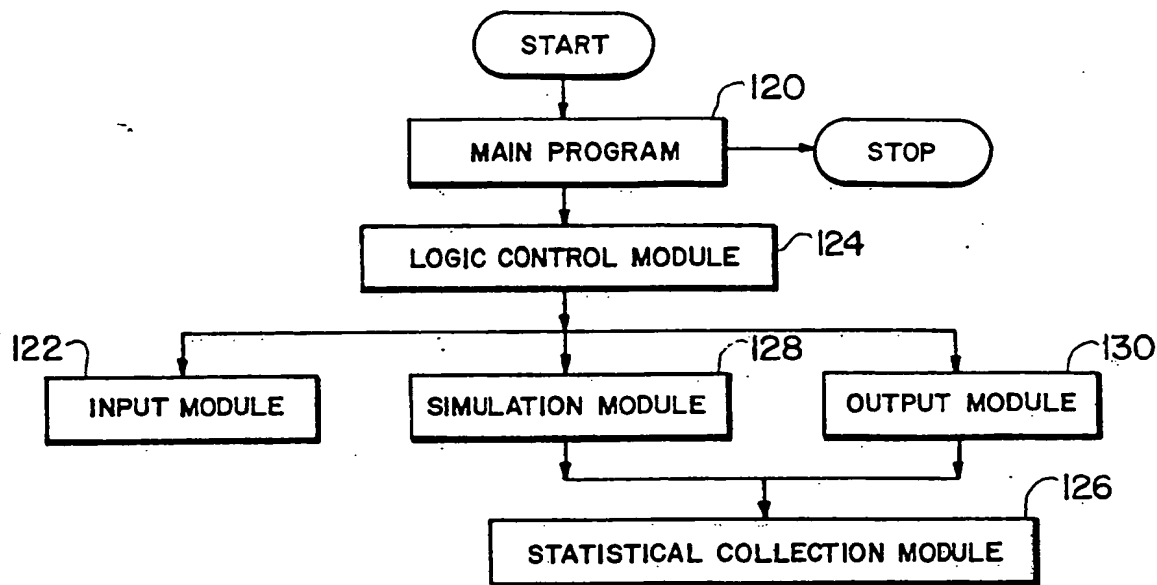 START
120
MAIN PROGRAM
STOP
LOGIC CONTROL MODULE
124
122
INPUT MODULE
128
SIMULATION MODULE
130
OUTPUT MODULE
126
STATISTICAL COLLECTION MODULE